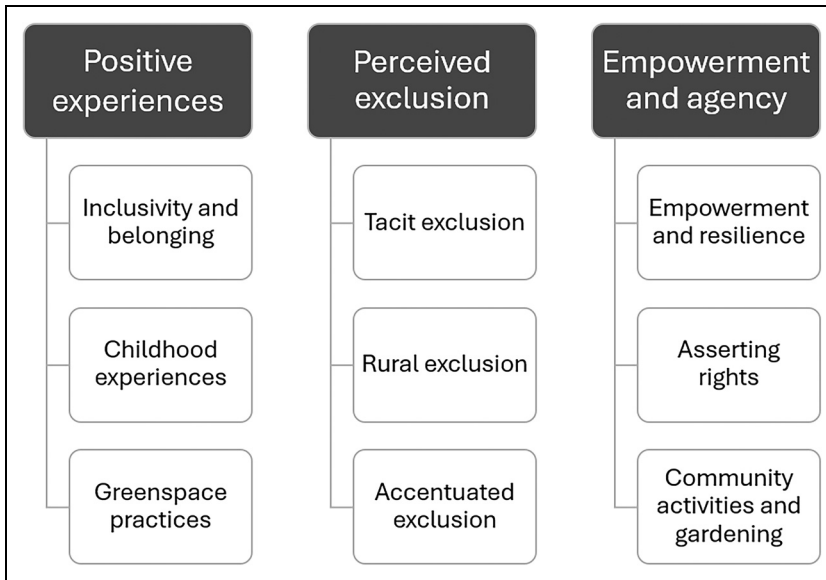 Positive
experiences
Inclusivity and
belonging
Childhood
experiences
Greenspace
practices
Perceived
exclusion
Tacit exclusion
Rural exclusion
Accentuated
exclusion
Empowerment
and agency
Empowerment
and resilience
Asserting
rights
Community
activities and
gardening